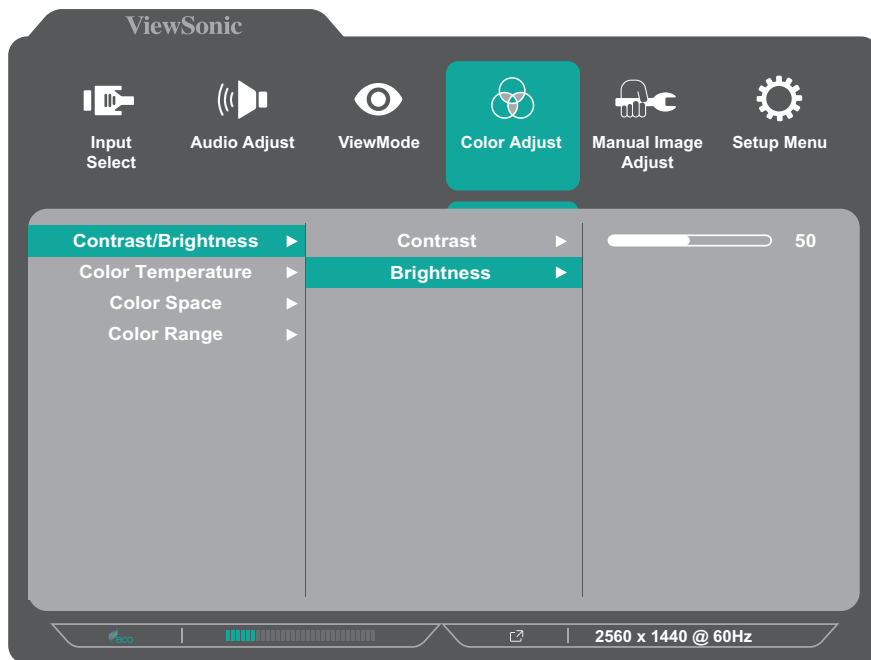 ViewSonic
Input
Select
Audio Adjust
ViewMode
Color Adjust
Manual Image
Adjust
Setup Menu
Contrast/Brightness
Color Temperature
Color Space
Color Range
Contrast
Brightness
50
eco
2560 x 1440 @ 60Hz